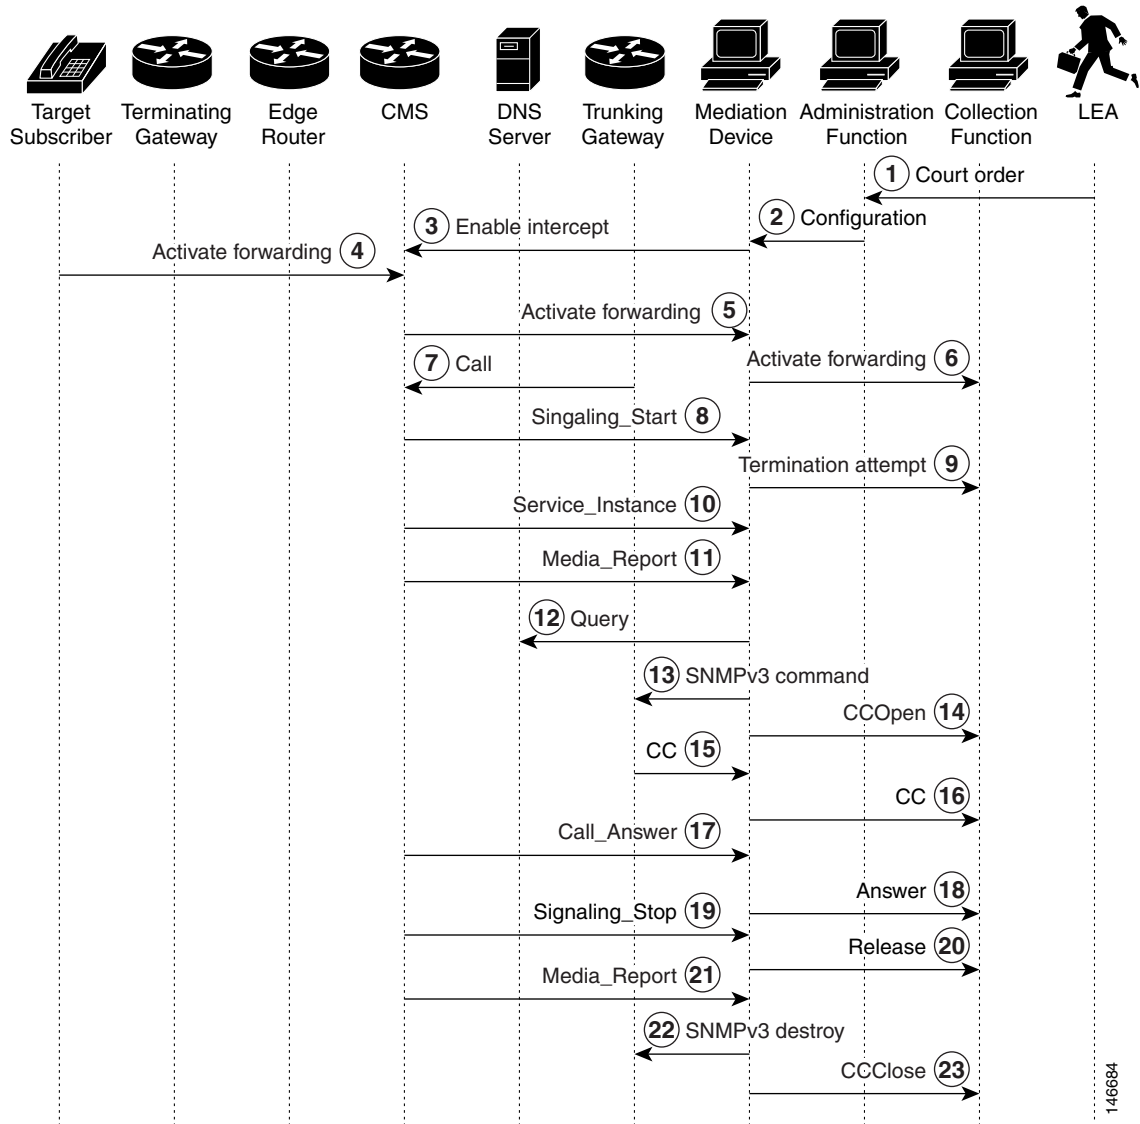 Target Subscriber
Terminating Gateway
Edge Router
CMS
DNS Server
Trunking Gateway
Mediation Device
Administration Function
Collection Function
LEA
1 Court order
2 Configuration
3 Enable intercept
Activate forwarding 4
Activate forwarding 5
Activate forwarding 6
7 Call
Singaling_Start 8
Termination attempt 9
Service_Instance 10
Media_Report 11
12 Query
13 SNMPv3 command
CCOpen 14
CC 15
CC 16
Call_Answer 17
Answer 18
Signaling_Stop 19
Release 20
Media_Report 21
22 SNMPv3 destroy
CCClose 23
146684